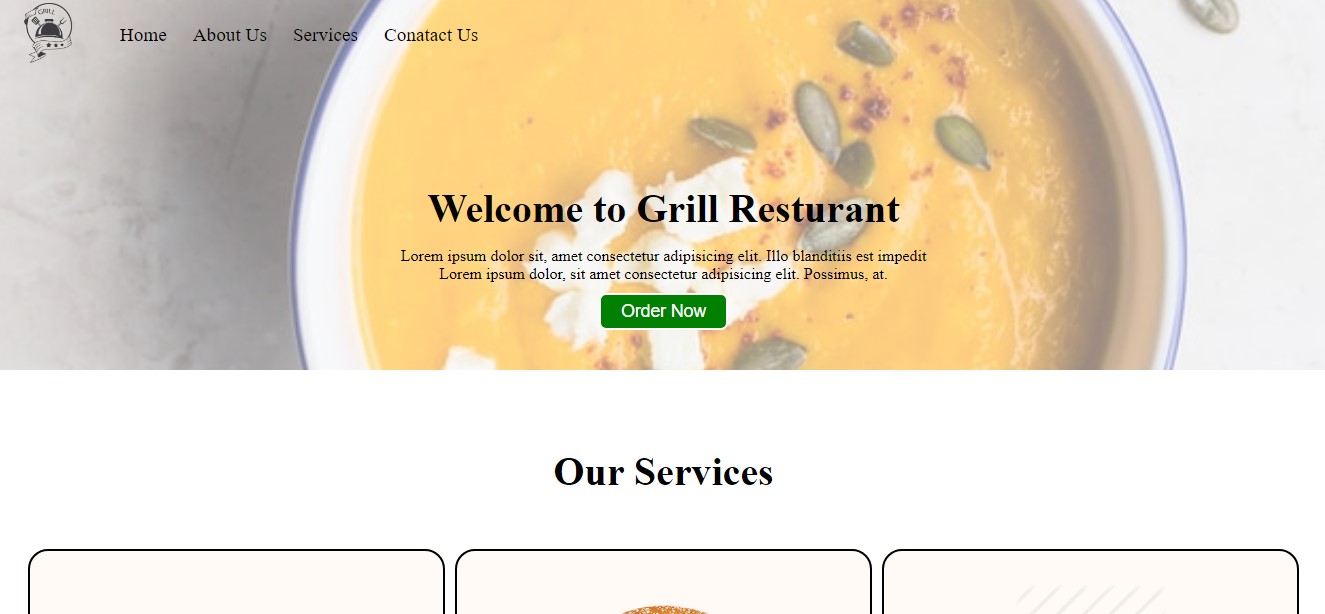 GRILL
Home About Us Services Conatact Us
Welcome to Grill Resturant
Lorem ipsum dolor sit, amet consectetur adipisicing elit. Illo blanditiis est impedit
Lorem ipsum dolor, sit amet consectetur adipisicing elit. Possimus, at.
Order Now
Our Services